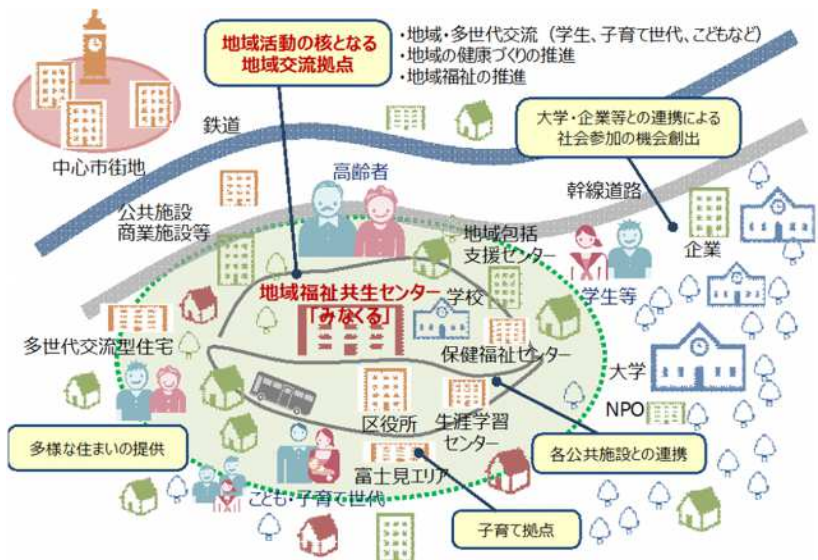 地域活動の核となる
地域交流拠点
・地域・多世代交流（学生、子育て世代、こどもなど）
・地域の健康づくりの推進
・地域福祉の推進
大学・企業等との連携による
社会参加の機会創出
鉄道
中心市街地
高齢者
幹線道路
公共施設
商業施設等
地域包括
支援センター
企業
学生等
地域福祉共生センター
「みなくる」
学校
多世代交流型住宅
保健福祉センター
大学
NPO
区役所
生涯学習
センター
多様な住まいの提供
各公共施設との連携
富士見エリア
こども・子育て世代
子育て拠点